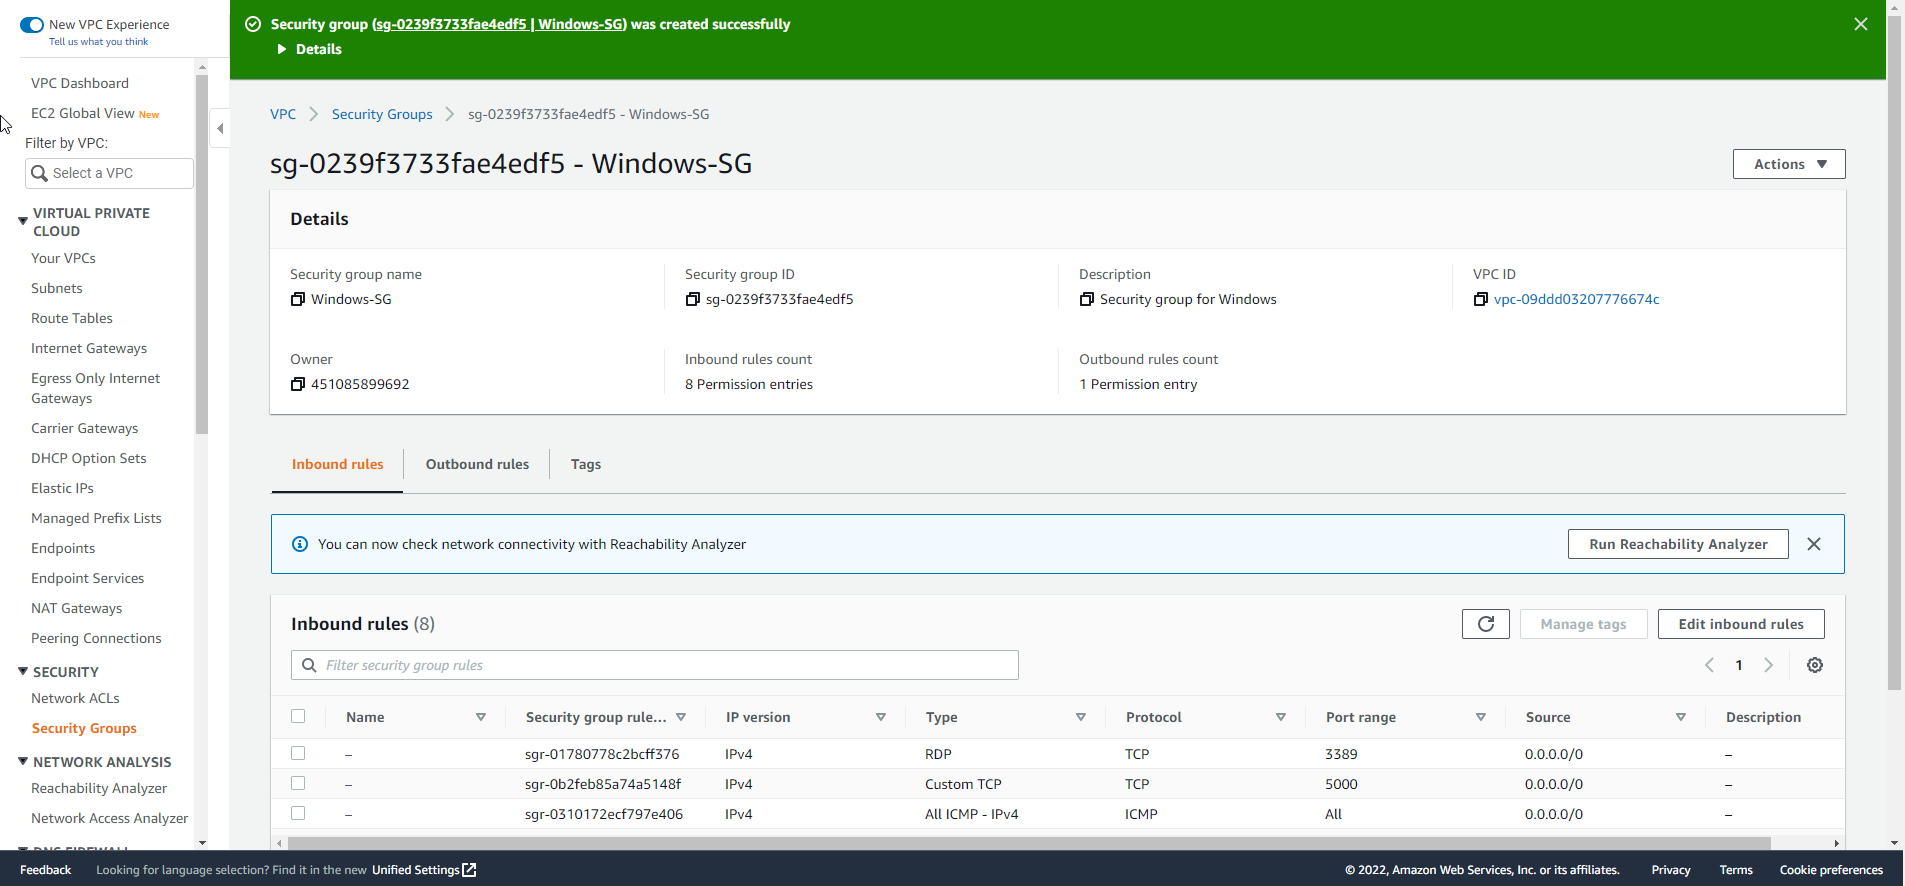 New VPC Experience
Tell us what you think
VPC Dashboard
EC2 Global View New
Filter by VPC:
Select a VPC
VIRTUAL PRIVATE
CLOUD
Your VPCs
Subnets
Route Tables
Internet Gateways
Egress Only Internet
Gateways
Carrier Gateways
DHCP Option Sets
Elastic IPs
Managed Prefix Lists
Endpoints
Endpoint Services
NAT Gateways
Peering Connections
SECURITY
Network ACLs
Security Groups
NETWORK ANALYSIS
Reachability Analyzer
Network Access Analyzer
DNS FIREWALL
Security group (sg-0239f3733fae4edf5 | Windows-SG) was created successfully
Details
VPC > Security Groups > sg-0239f3733fae4edf5 - Windows-SG
sg-0239f3733fae4edf5 - Windows-SG
Actions
Details
Security group name
Windows-SG
Security group ID
sg-0239f3733fae4edf5
Description
Security group for Windows
VPC ID
vpc-09ddd03207776674c
Owner
451085899692
Inbound rules count
8 Permission entries
Outbound rules count
1 Permission entry
Inbound rules
Outbound rules
Tags
You can now check network connectivity with Reachability Analyzer
Run Reachability Analyzer
Inbound rules (8)
Manage tags
Edit inbound rules
Filter security group rules
1
Name Security group rule... IP version Type Protocol Port range Source Description
– sgr-01780778c2bcff376 IPv4 RDP TCP 3389 0.0.0.0/0 –
– sgr-0b2feb85a74a5148f IPv4 Custom TCP TCP 5000 0.0.0.0/0 –
– sgr-0310172ecf797e406 IPv4 All ICMP - IPv4 ICMP All 0.0.0.0/0 –
Feedback
Looking for language selection? Find it in the new Unified Settings
© 2022, Amazon Web Services, Inc. or its affiliates.
Privacy
Terms
Cookie preferences